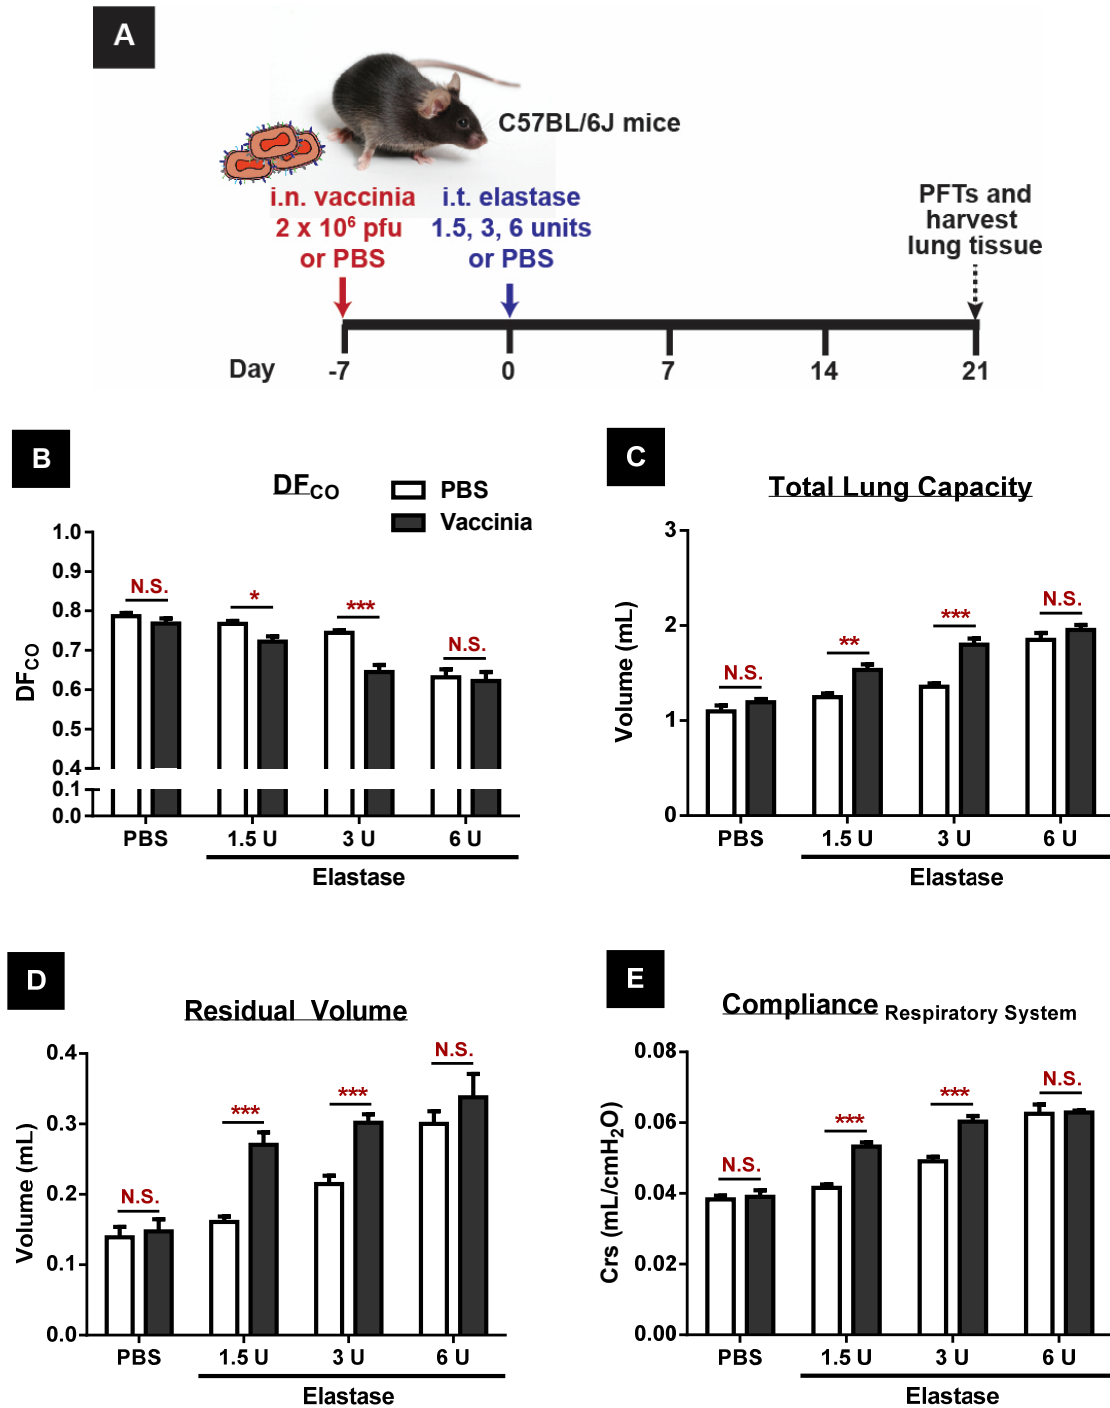 A
C57BL/6J mice
i.n. vaccinia
2 x 10⁶ pfu
or PBS
i.t. elastase
1.5, 3, 6 units
or PBS
PFTs and
harvest
lung tissue
Day -7 0 7 14 21
B
DF_CO
PBS
Vaccinia
DF_CO
1.0
0.9
0.8
0.7
0.6
0.5
0.4
0.1
0.0
N.S. * *** N.S.
PBS 1.5 U 3 U 6 U
Elastase
C
Total Lung Capacity
Volume (mL)
3
2
1
0
N.S. ** *** N.S.
PBS 1.5 U 3 U 6 U
Elastase
D
Residual Volume
Volume (mL)
0.4
0.3
0.2
0.1
0.0
N.S. *** *** N.S.
PBS 1.5 U 3 U 6 U
Elastase
E
Compliance Respiratory System
Crs (mL/cmH₂O)
0.08
0.06
0.04
0.02
0.00
N.S. *** *** N.S.
PBS 1.5 U 3 U 6 U
Elastase